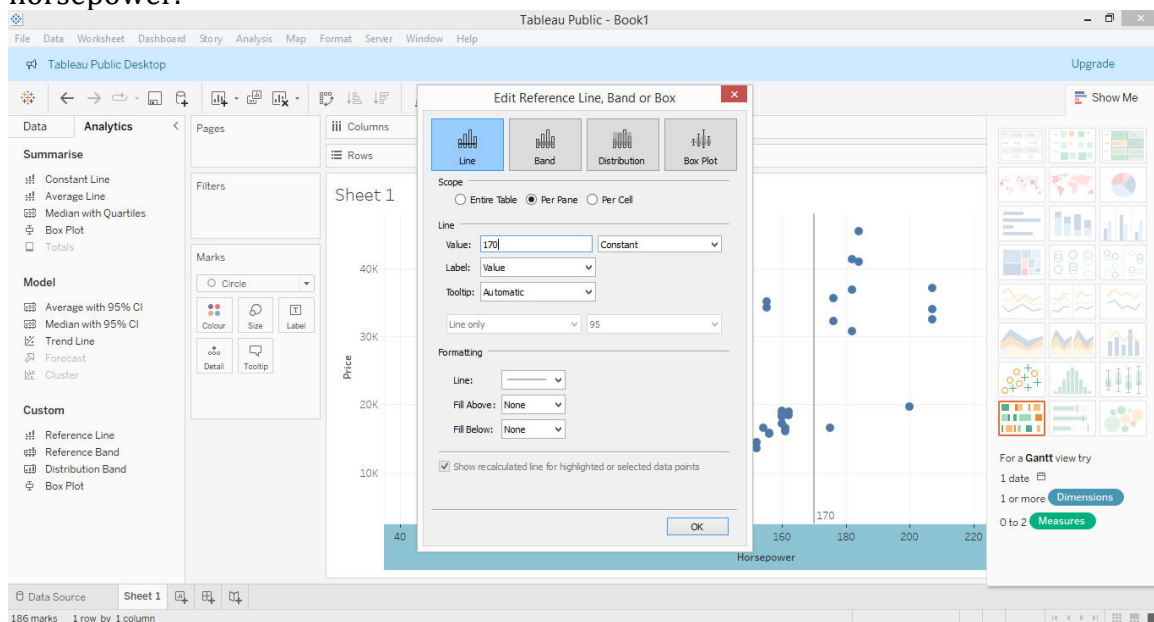 horsepower.
Tableau Public - Book1
File Data Worksheet Dashboard Story Analysis Map Format Server Window Help
Tableau Public Desktop
Upgrade
Show Me
Data Analytics
Pages
iii Columns
Rows
Summarise
Constant Line
Average Line
Median with Quartiles
Box Plot
Totals
Model
Average with 95% CI
Median with 95% CI
Trend Line
Forecast
Cluster
Custom
Reference Line
Reference Band
Distribution Band
Box Plot
Filters
Marks
Circle
Colour Size Label
Detail Tooltip
Sheet 1
40K
30K
20K
10K
Price
40
160 180 200 220
Horsepower
170
Edit Reference Line, Band or Box
Line Band Distribution Box Plot
Scope
Entire Table Per Pane Per Cell
Line
Value: 170 Constant
Label: Value
Tooltip: Automatic
Line only 95
Formatting
Line:
Fill Above: None
Fill Below: None
Show recalculated line for highlighted or selected data points
OK
For a Gantt view try
1 date
1 or more Dimensions
0 to 2 Measures
Data Source Sheet 1
186 marks 1 row by 1 column